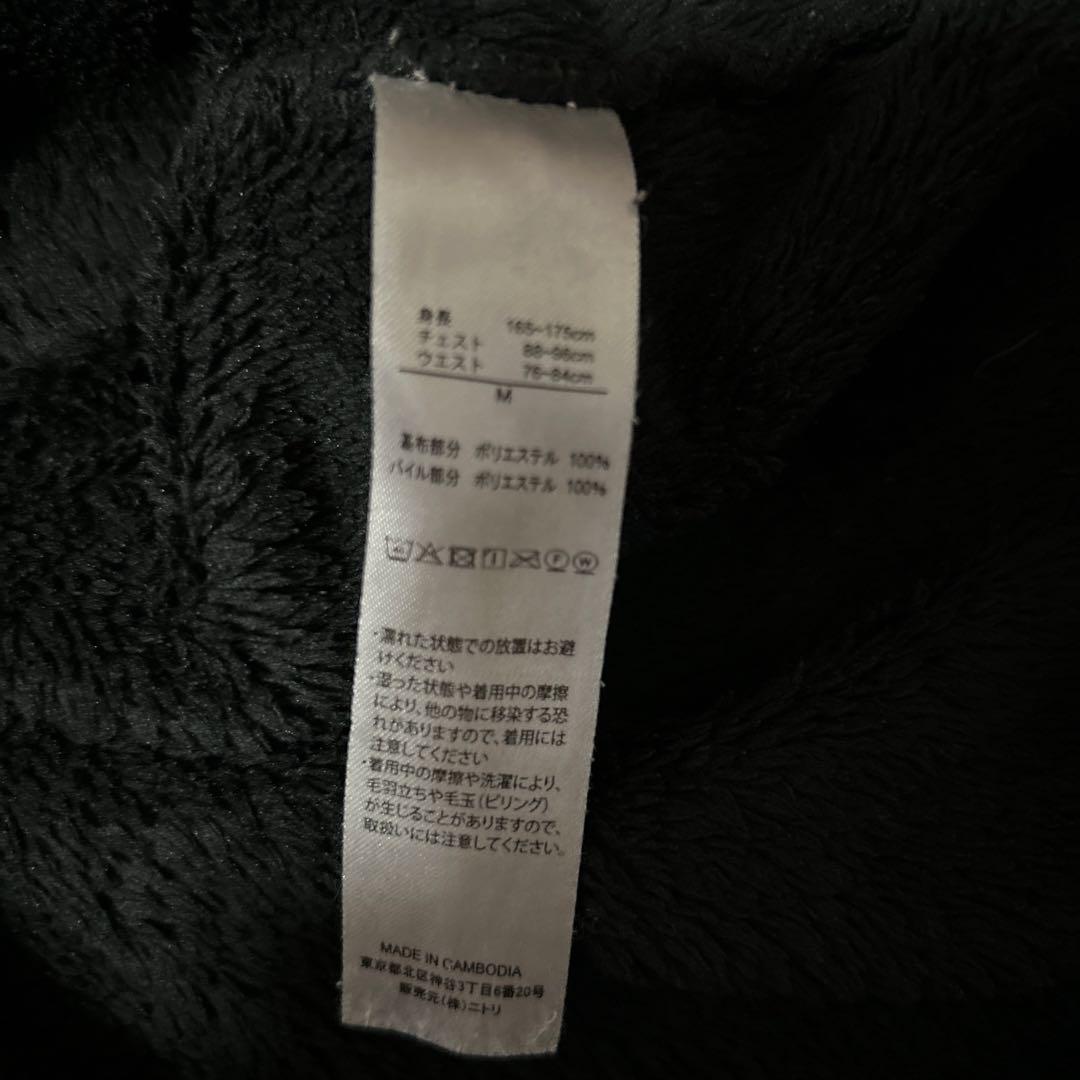 身長 165~175cm
チェスト 88~96cm
ウエスト 76~84cm
M
基布部分 ポリエステル 100%
パイル部分 ポリエステル 100%
F W
・濡れた状態での放置はお避
けください
・湿った状態や着用中の摩擦
により、他の物に移染する恐
れがありますので、着用には
注意してください
・着用中の摩擦や洗濯により、
毛羽立ちや毛玉(ピリング)
が生じることがありますので、
取扱いには注意してください。
MADE IN CAMBODIA
東京都北区神谷3丁目6番20号
販売元(株)ニトリ